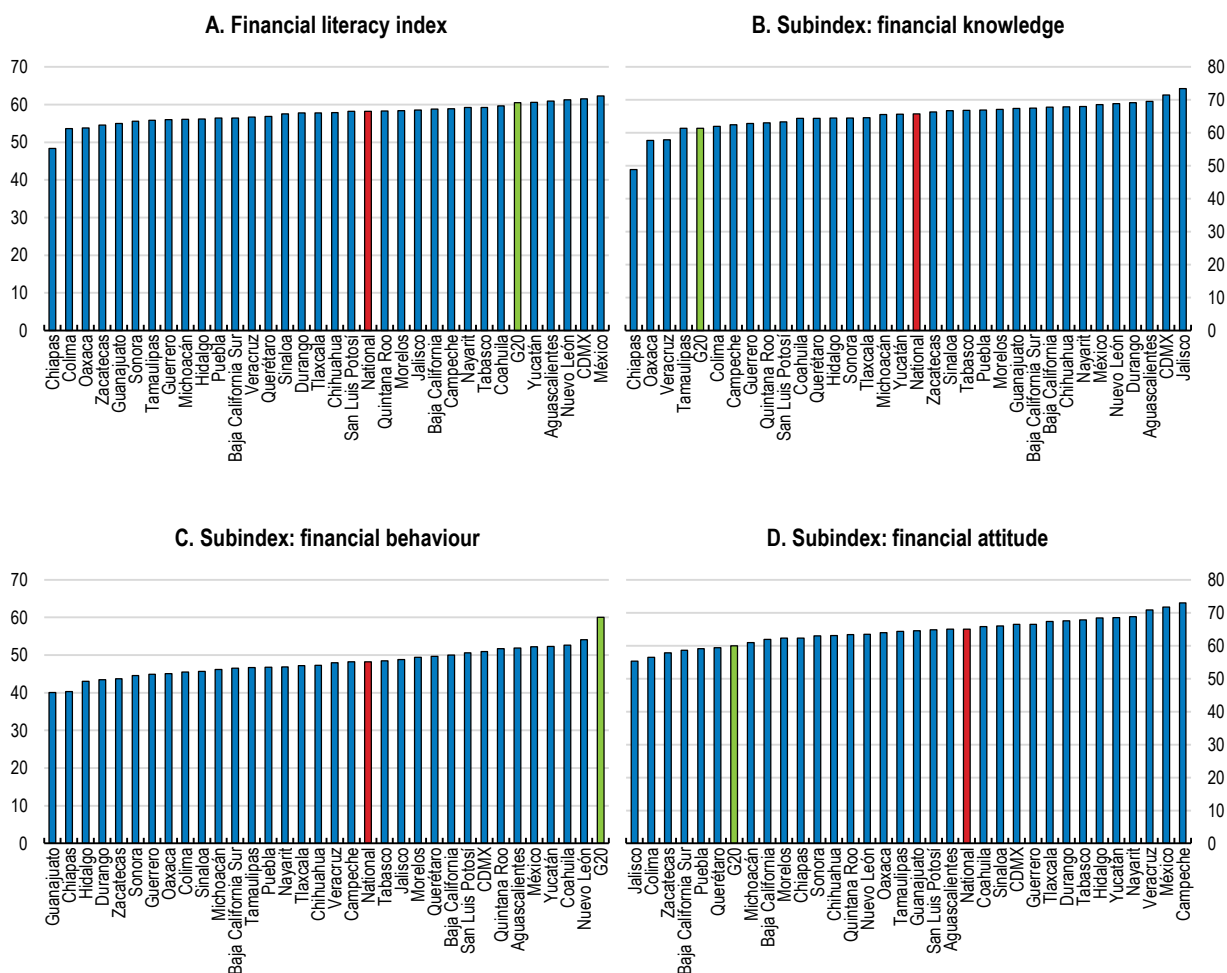 A. Financial literacy index
70
60
50
40
30
20
10
0
Chiapas
Colima
Oaxaca
Zacatecas
Guanajuato
Sonora
Tamaulipas
Guerrero
Michoacán
Hidalgo
Puebla
Baja California Sur
Veracruz
Querétaro
Sinaloa
Durango
Tlaxcala
Chihuahua
San Luis Potosí
National
Quintana Roo
Morelos
Jalisco
Baja California
Campeche
Nayarit
Tabasco
Coahuila
G20
Yucatán
Aguascalientes
Nuevo León
CDMX
México
B. Subindex: financial knowledge
80
70
60
50
40
30
20
10
0
Chiapas
Oaxaca
Veracruz
Tamaulipas
G20
Colima
Campeche
Guerrero
Quintana Roo
San Luis Potosí
Coahuila
Querétaro
Hidalgo
Sonora
Tlaxcala
Michoacán
Yucatán
National
Zacatecas
Sinaloa
Tabasco
Puebla
Morelos
Guanajuato
Baja California Sur
Baja California
Chihuahua
Nayarit
México
Nuevo León
Durango
Aguascalientes
CDMX
Jalisco
C. Subindex: financial behaviour
70
60
50
40
30
20
10
0
Guanajuato
Chiapas
Hidalgo
Durango
Zacatecas
Sonora
Guerrero
Oaxaca
Colima
Sinaloa
Michoacán
Baja California Sur
Tamaulipas
Puebla
Nayarit
Tlaxcala
Chihuahua
Veracruz
Campeche
National
Tabasco
Jalisco
Morelos
Querétaro
Baja California
San Luis Potosí
CDMX
Quintana Roo
Aguascalientes
México
Yucatán
Coahuila
Nuevo León
G20
D. Subindex: financial attitude
80
70
60
50
40
30
20
10
0
Jalisco
Colima
Zacatecas
Baja California Sur
Puebla
Querétaro
G20
Michoacán
Baja California
Morelos
Chiapas
Sonora
Chihuahua
Quintana Roo
Nuevo León
Oaxaca
Tamaulipas
Guanajuato
San Luis Potosí
Aguascalientes
National
Coahuila
Sinaloa
CDMX
Guerrero
Tlaxcala
Durango
Tabasco
Hidalgo
Yucatán
Nayarit
Veracruz
México
Campeche